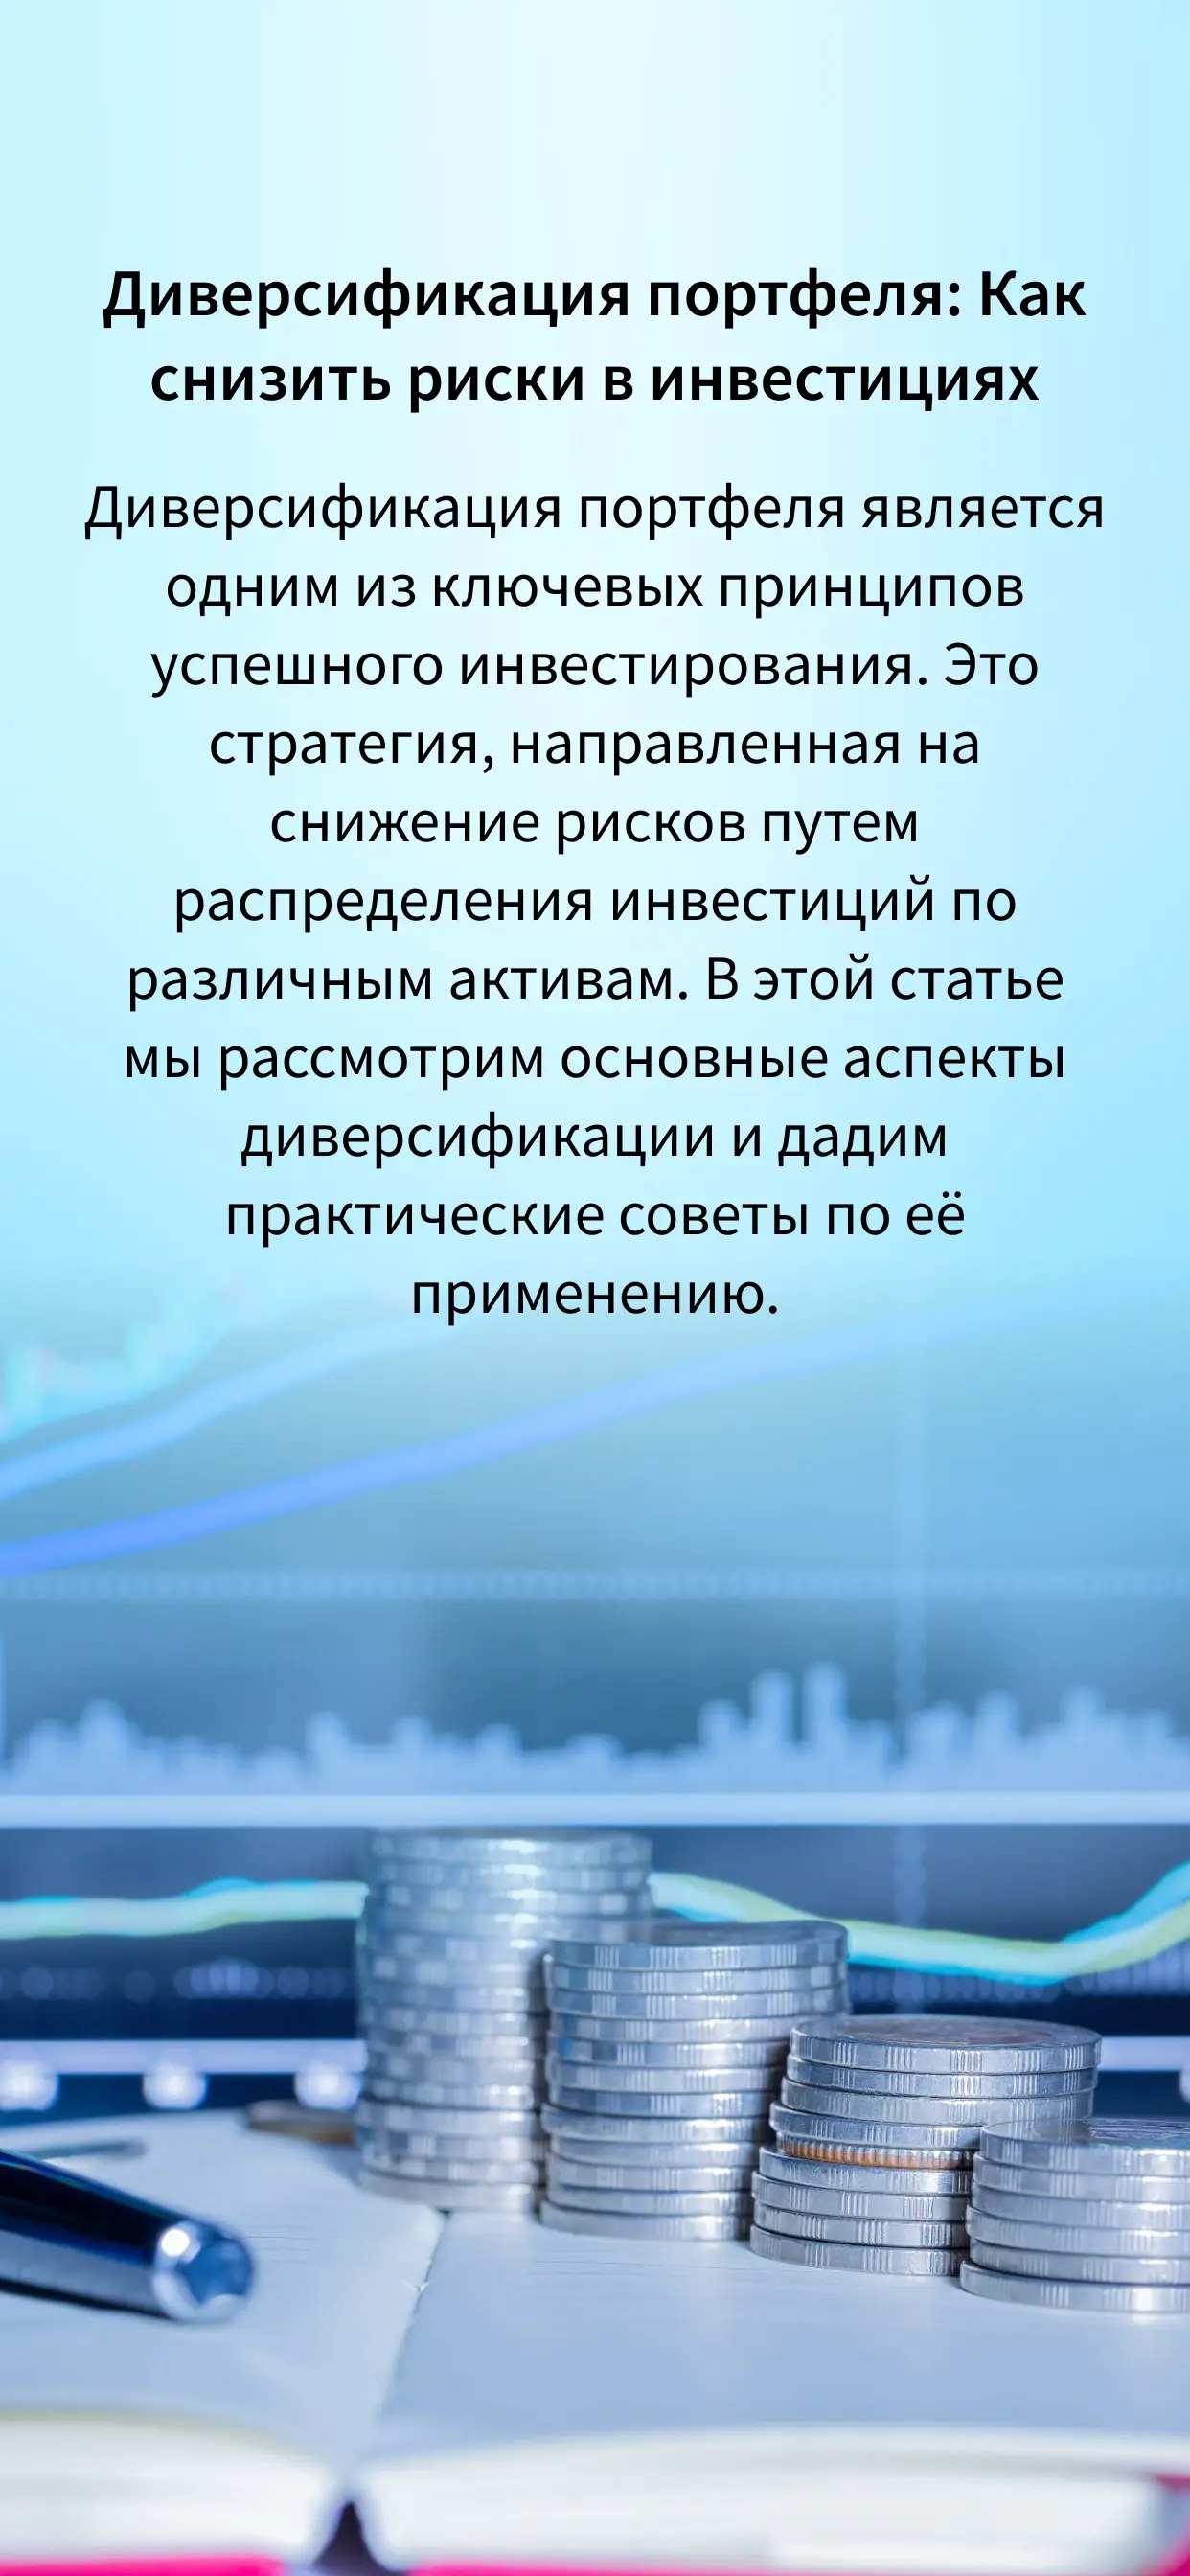 Диверсификация портфеля: Как
снизить риски в инвестициях
Диверсификация портфеля является
одним из ключевых принципов
успешного инвестирования. Это
стратегия, направленная на
снижение рисков путем
распределения инвестиций по
различным активам. В этой статье
мы рассмотрим основные аспекты
диверсификации и дадим
практические советы по её
применению.